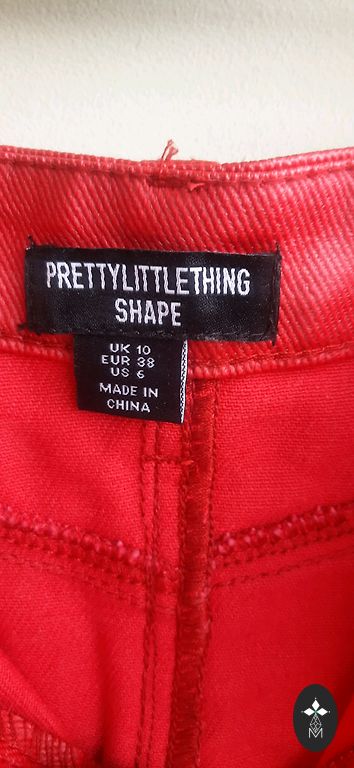 PRETTYLITTLETHING
SHAPE
UK 10
EUR 38
US 6
MADE IN
CHINA
M